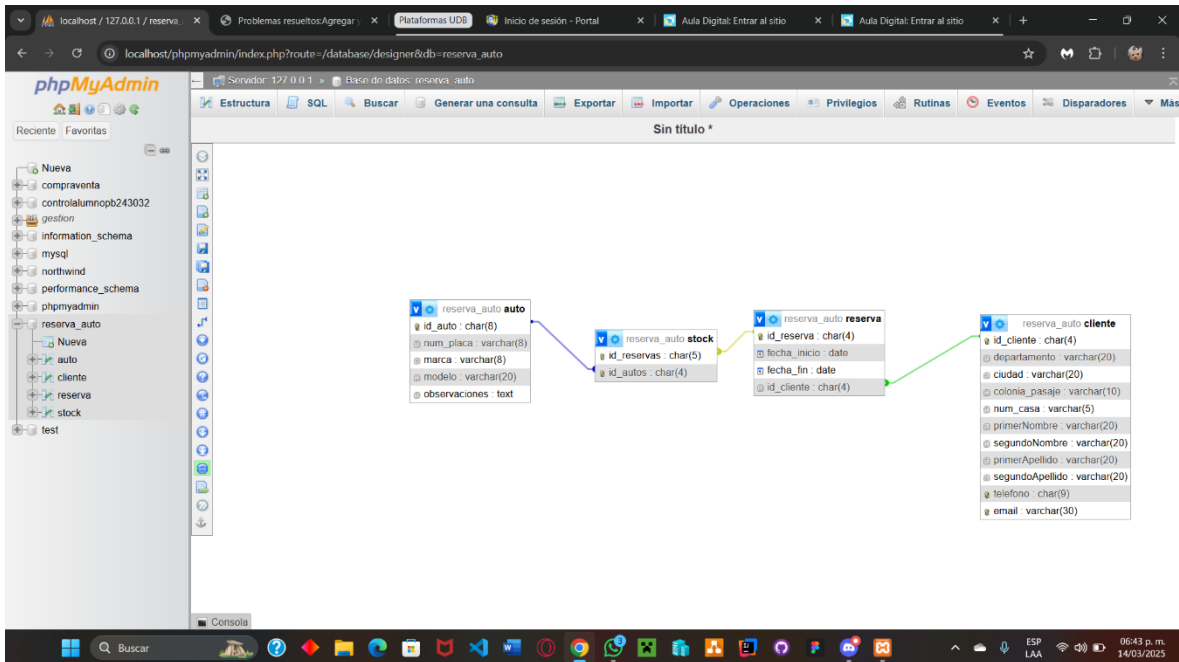 localhost / 127.0.0.1 / reserva_
Problemas resueltos:Agregar y
Plataformas UDB
Inicio de sesión - Portal
Aula Digital: Entrar al sitio
Aula Digital: Entrar al sitio
localhost/phpmyadmin/index.php?route=/database/designer&db=reserva_auto
phpMyAdmin
Reciente Favoritas
Nueva
compraventa
controlalumnopb243032
gestion
information_schema
mysql
northwind
performance_schema
phpmyadmin
reserva_auto
Nueva
auto
cliente
reserva
stock
test
Servidor: 127.0.0.1 » Base de datos: reserva_auto
Estructura SQL Buscar Generar una consulta Exportar Importar Operaciones Privilegios Rutinas Eventos Disparadores Más
Sin título *
reserva_auto auto
id_auto : char(8)
num_placa : varchar(8)
marca : varchar(8)
modelo : varchar(20)
observaciones : text
reserva_auto stock
id_reservas : char(5)
id_autos : char(4)
reserva_auto reserva
id_reserva : char(4)
fecha_inicio : date
fecha_fin : date
id_cliente : char(4)
reserva_auto cliente
id_cliente : char(4)
departamento : varchar(20)
ciudad : varchar(20)
colonia_pasaje : varchar(10)
num_casa : varchar(5)
primerNombre : varchar(20)
segundoNombre : varchar(20)
primerApellido : varchar(20)
segundoApellido : varchar(20)
telefono : char(9)
email : varchar(30)
Consola
Buscar
ESP
LAA
06:43 p. m.
14/03/2025